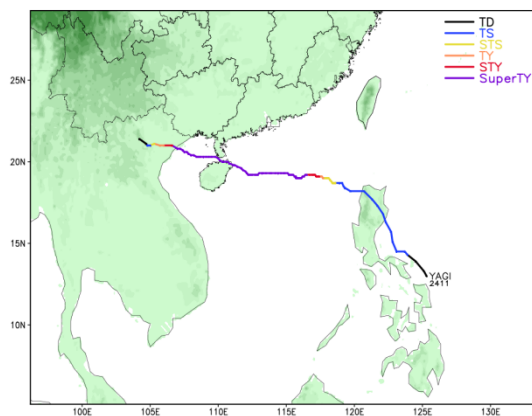 TD
TS
STS
TY
STY
SuperTY
25N
20N
15N
10N
YAGI
2411
100E
105E
110E
115E
120E
125E
130E